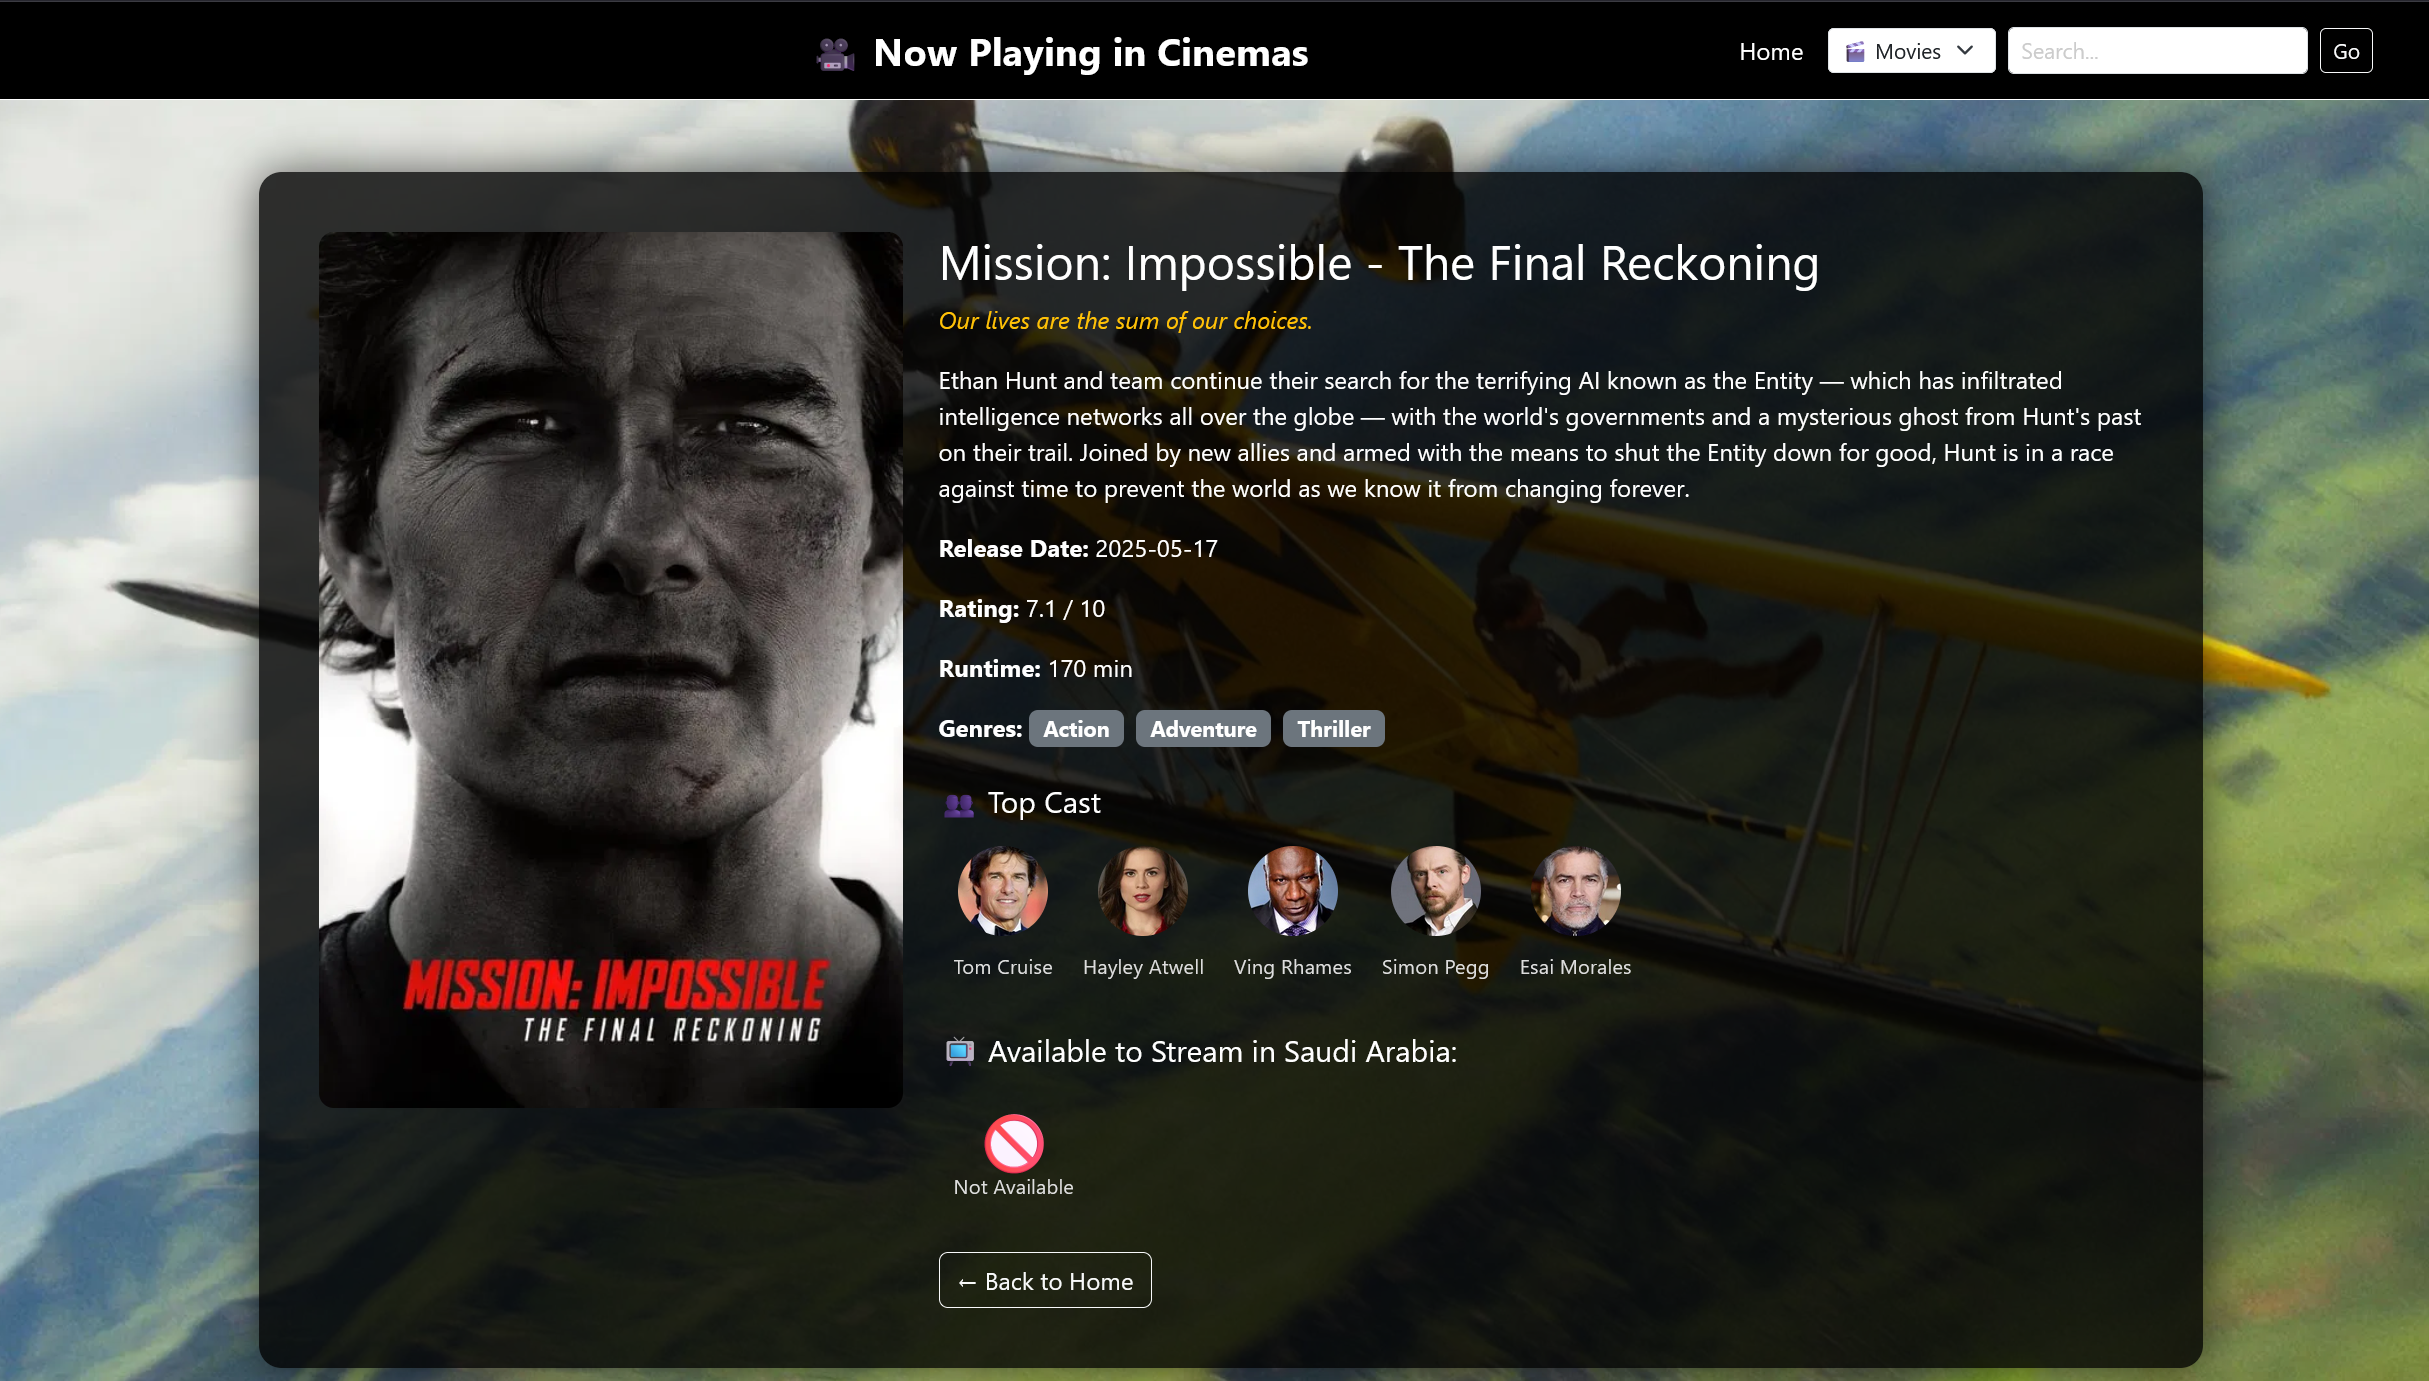 Now Playing in Cinemas
Home
Movies
Search...
Go
Mission: Impossible - The Final Reckoning
Our lives are the sum of our choices.
Ethan Hunt and team continue their search for the terrifying AI known as the Entity — which has infiltrated
intelligence networks all over the globe — with the world's governments and a mysterious ghost from Hunt's past
on their trail. Joined by new allies and armed with the means to shut the Entity down for good, Hunt is in a race
against time to prevent the world as we know it from changing forever.
Release Date: 2025-05-17
Rating: 7.1 / 10
Runtime: 170 min
Genres: Action Adventure Thriller
Top Cast
Tom Cruise Hayley Atwell Ving Rhames Simon Pegg Esai Morales
Available to Stream in Saudi Arabia:
Not Available
← Back to Home
MISSION: IMPOSSIBLE
THE FINAL RECKONING